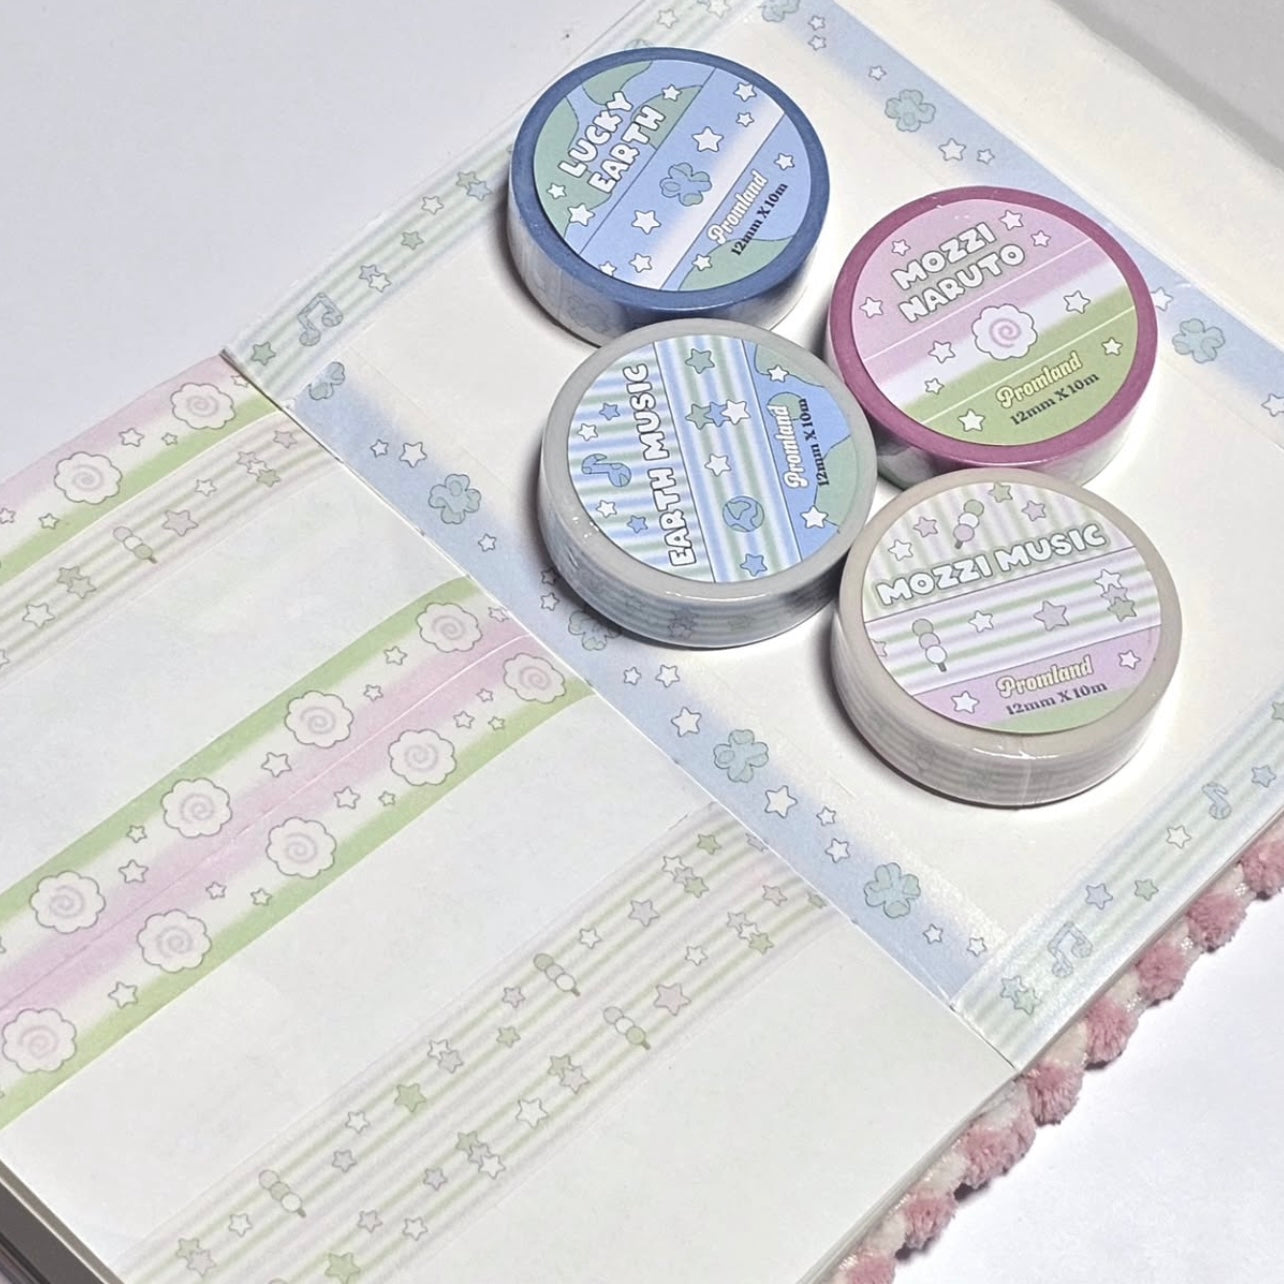 LUCKY
EARTH
Promland
12mm X 10m
MOZZI
NARUTO
Promland
12mm X 10m
EARTH MUSIC
Promland
12mm X 10m
MOZZI MUSIC
Promland
12mm X 10m